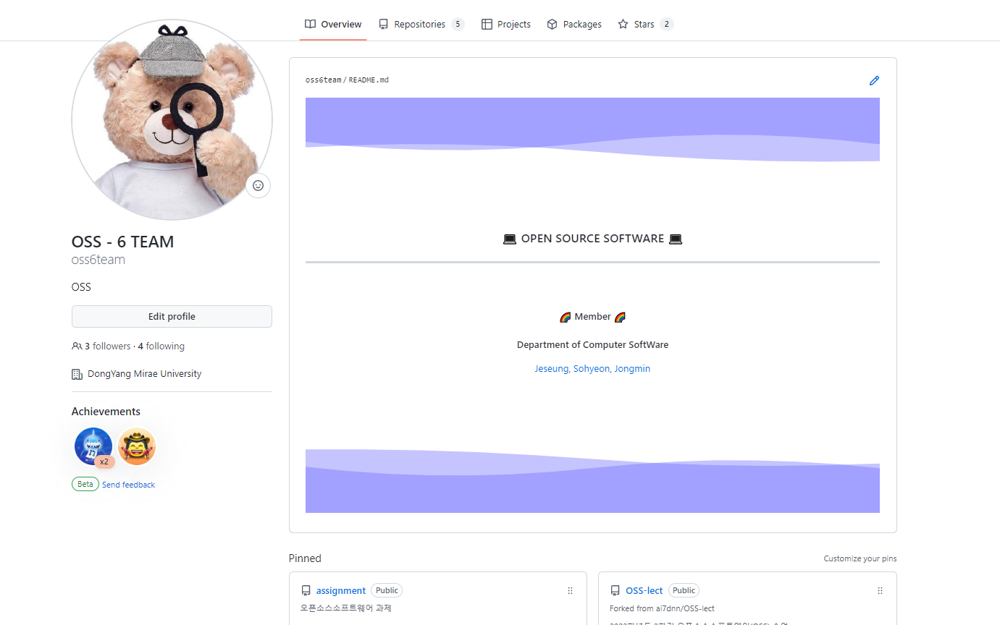 Overview
Repositories 5
Projects
Packages
Stars 2
OSS - 6 TEAM
oss6team
OSS
Edit profile
3 followers · 4 following
DongYang Mirae University
Achievements
x2
Beta Send feedback
oss6team / README.md
OPEN SOURCE SOFTWARE
Member
Department of Computer SoftWare
Jeseung, Sohyeon, Jongmin
Pinned
Customize your pins
assignment Public
오픈소스소프트웨어 과제
OSS-lect Public
Forked from ai7dnn/OSS-lect